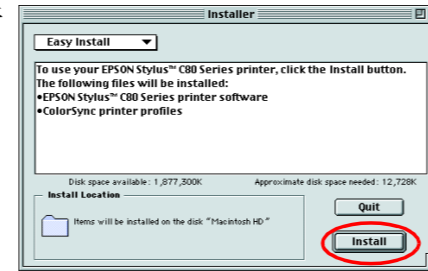 Installer
Easy Install
To use your EPSON Stylus™ C80 Series printer, click the Install button.
The following files will be installed:
•EPSON Stylus™ C80 Series printer software
•ColorSync printer profiles
Disk space available: 1,877,300K Approximate disk space needed: 12,728K
Install Location
Items will be installed on the disk "Macintosh HD"
Quit
Install